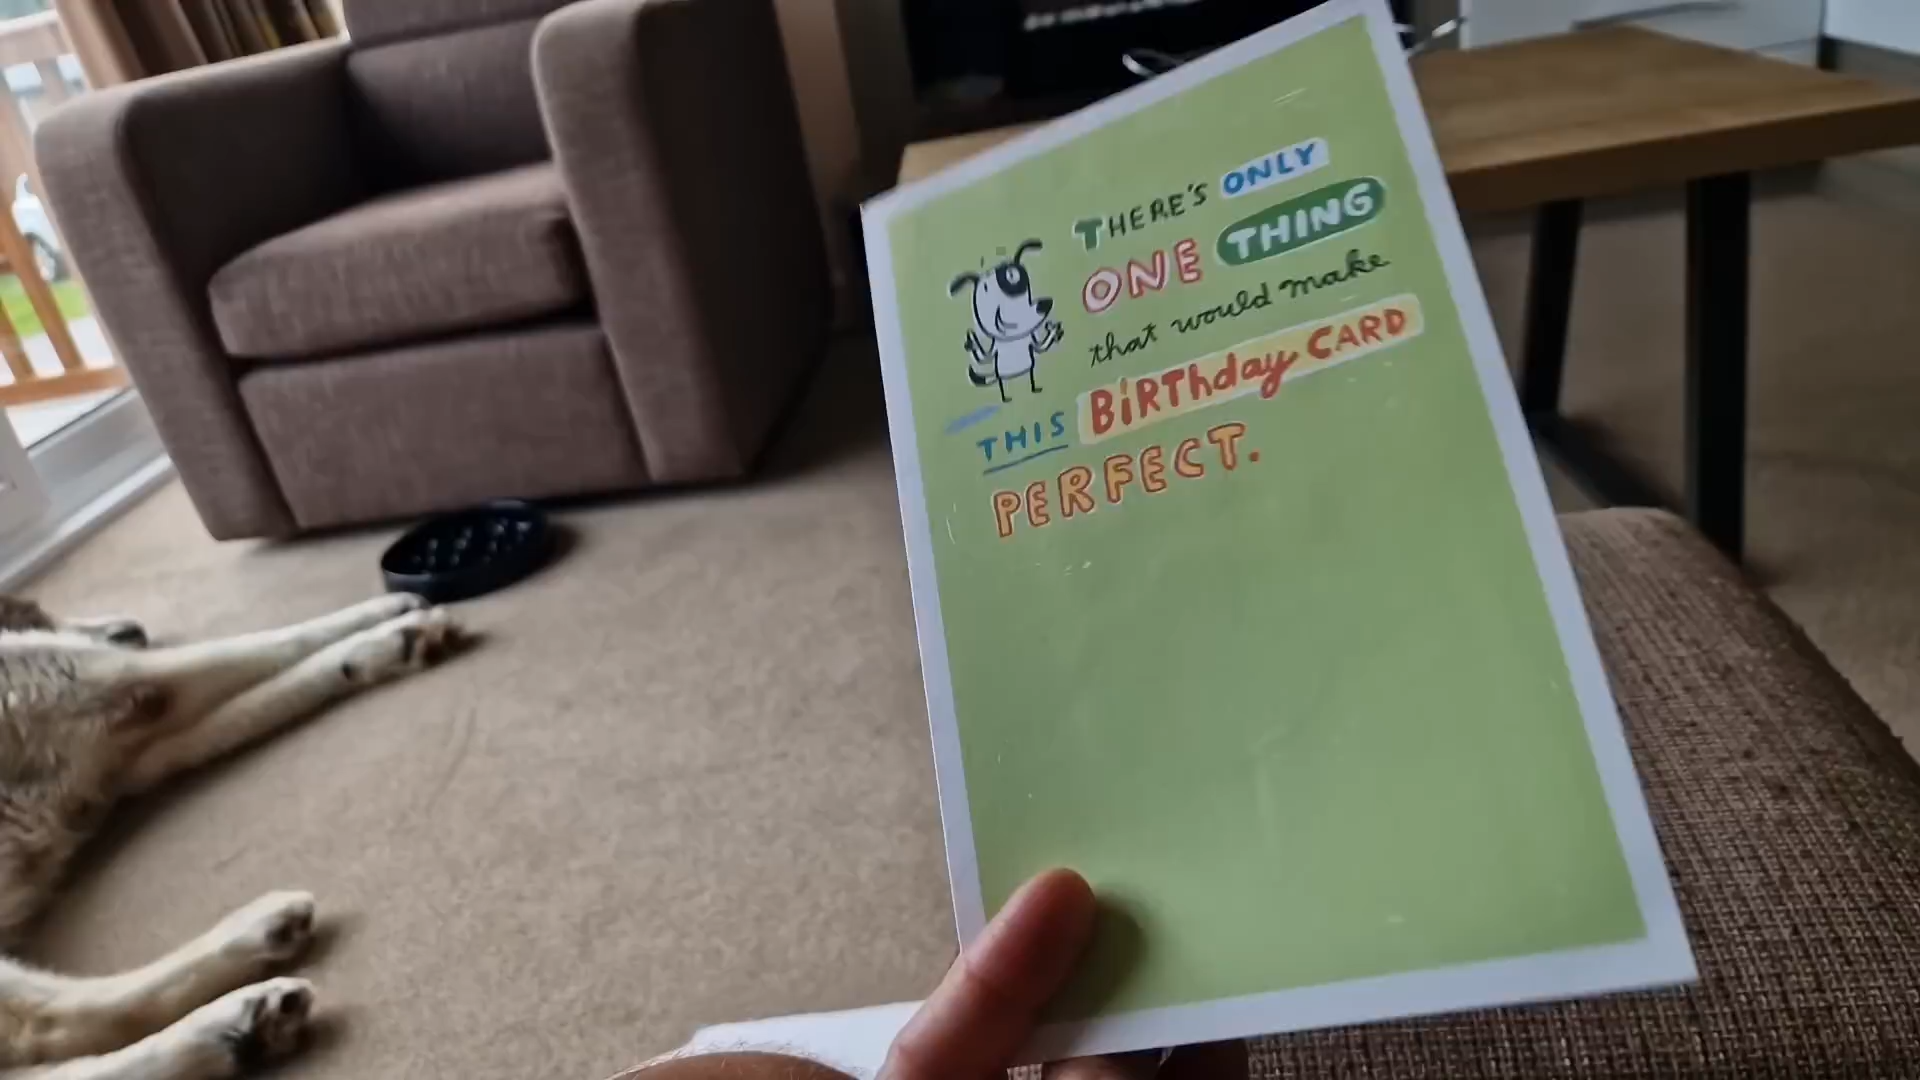 THERE'S ONLY
ONE THING
that would make
THIS BiRThday CARD
PERFECT.